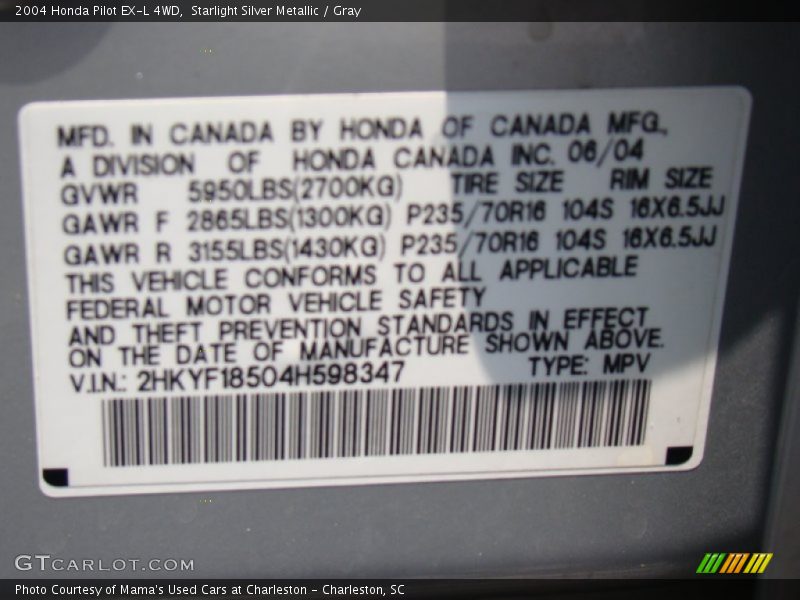 2004 Honda Pilot EX-L 4WD,  Starlight Silver Metallic / Gray
MFD. IN CANADA BY HONDA OF CANADA MFG.,
A DIVISION OF HONDA CANADA INC. 06/04
GVWR 5950LBS(2700KG) TIRE SIZE RIM SIZE
GAWR F 2865LBS(1300KG) P235/70R16 104S 16X6.5JJ
GAWR R 3155LBS(1430KG) P235/70R16 104S 16X6.5JJ
THIS VEHICLE CONFORMS TO ALL APPLICABLE
FEDERAL MOTOR VEHICLE SAFETY
AND THEFT PREVENTION STANDARDS IN EFFECT
ON THE DATE OF MANUFACTURE SHOWN ABOVE.
V.I.N.: 2HKYF18504H598347 TYPE: MPV
GTCARLOT.COM
Photo Courtesy of Mama's Used Cars at Charleston - Charleston, SC